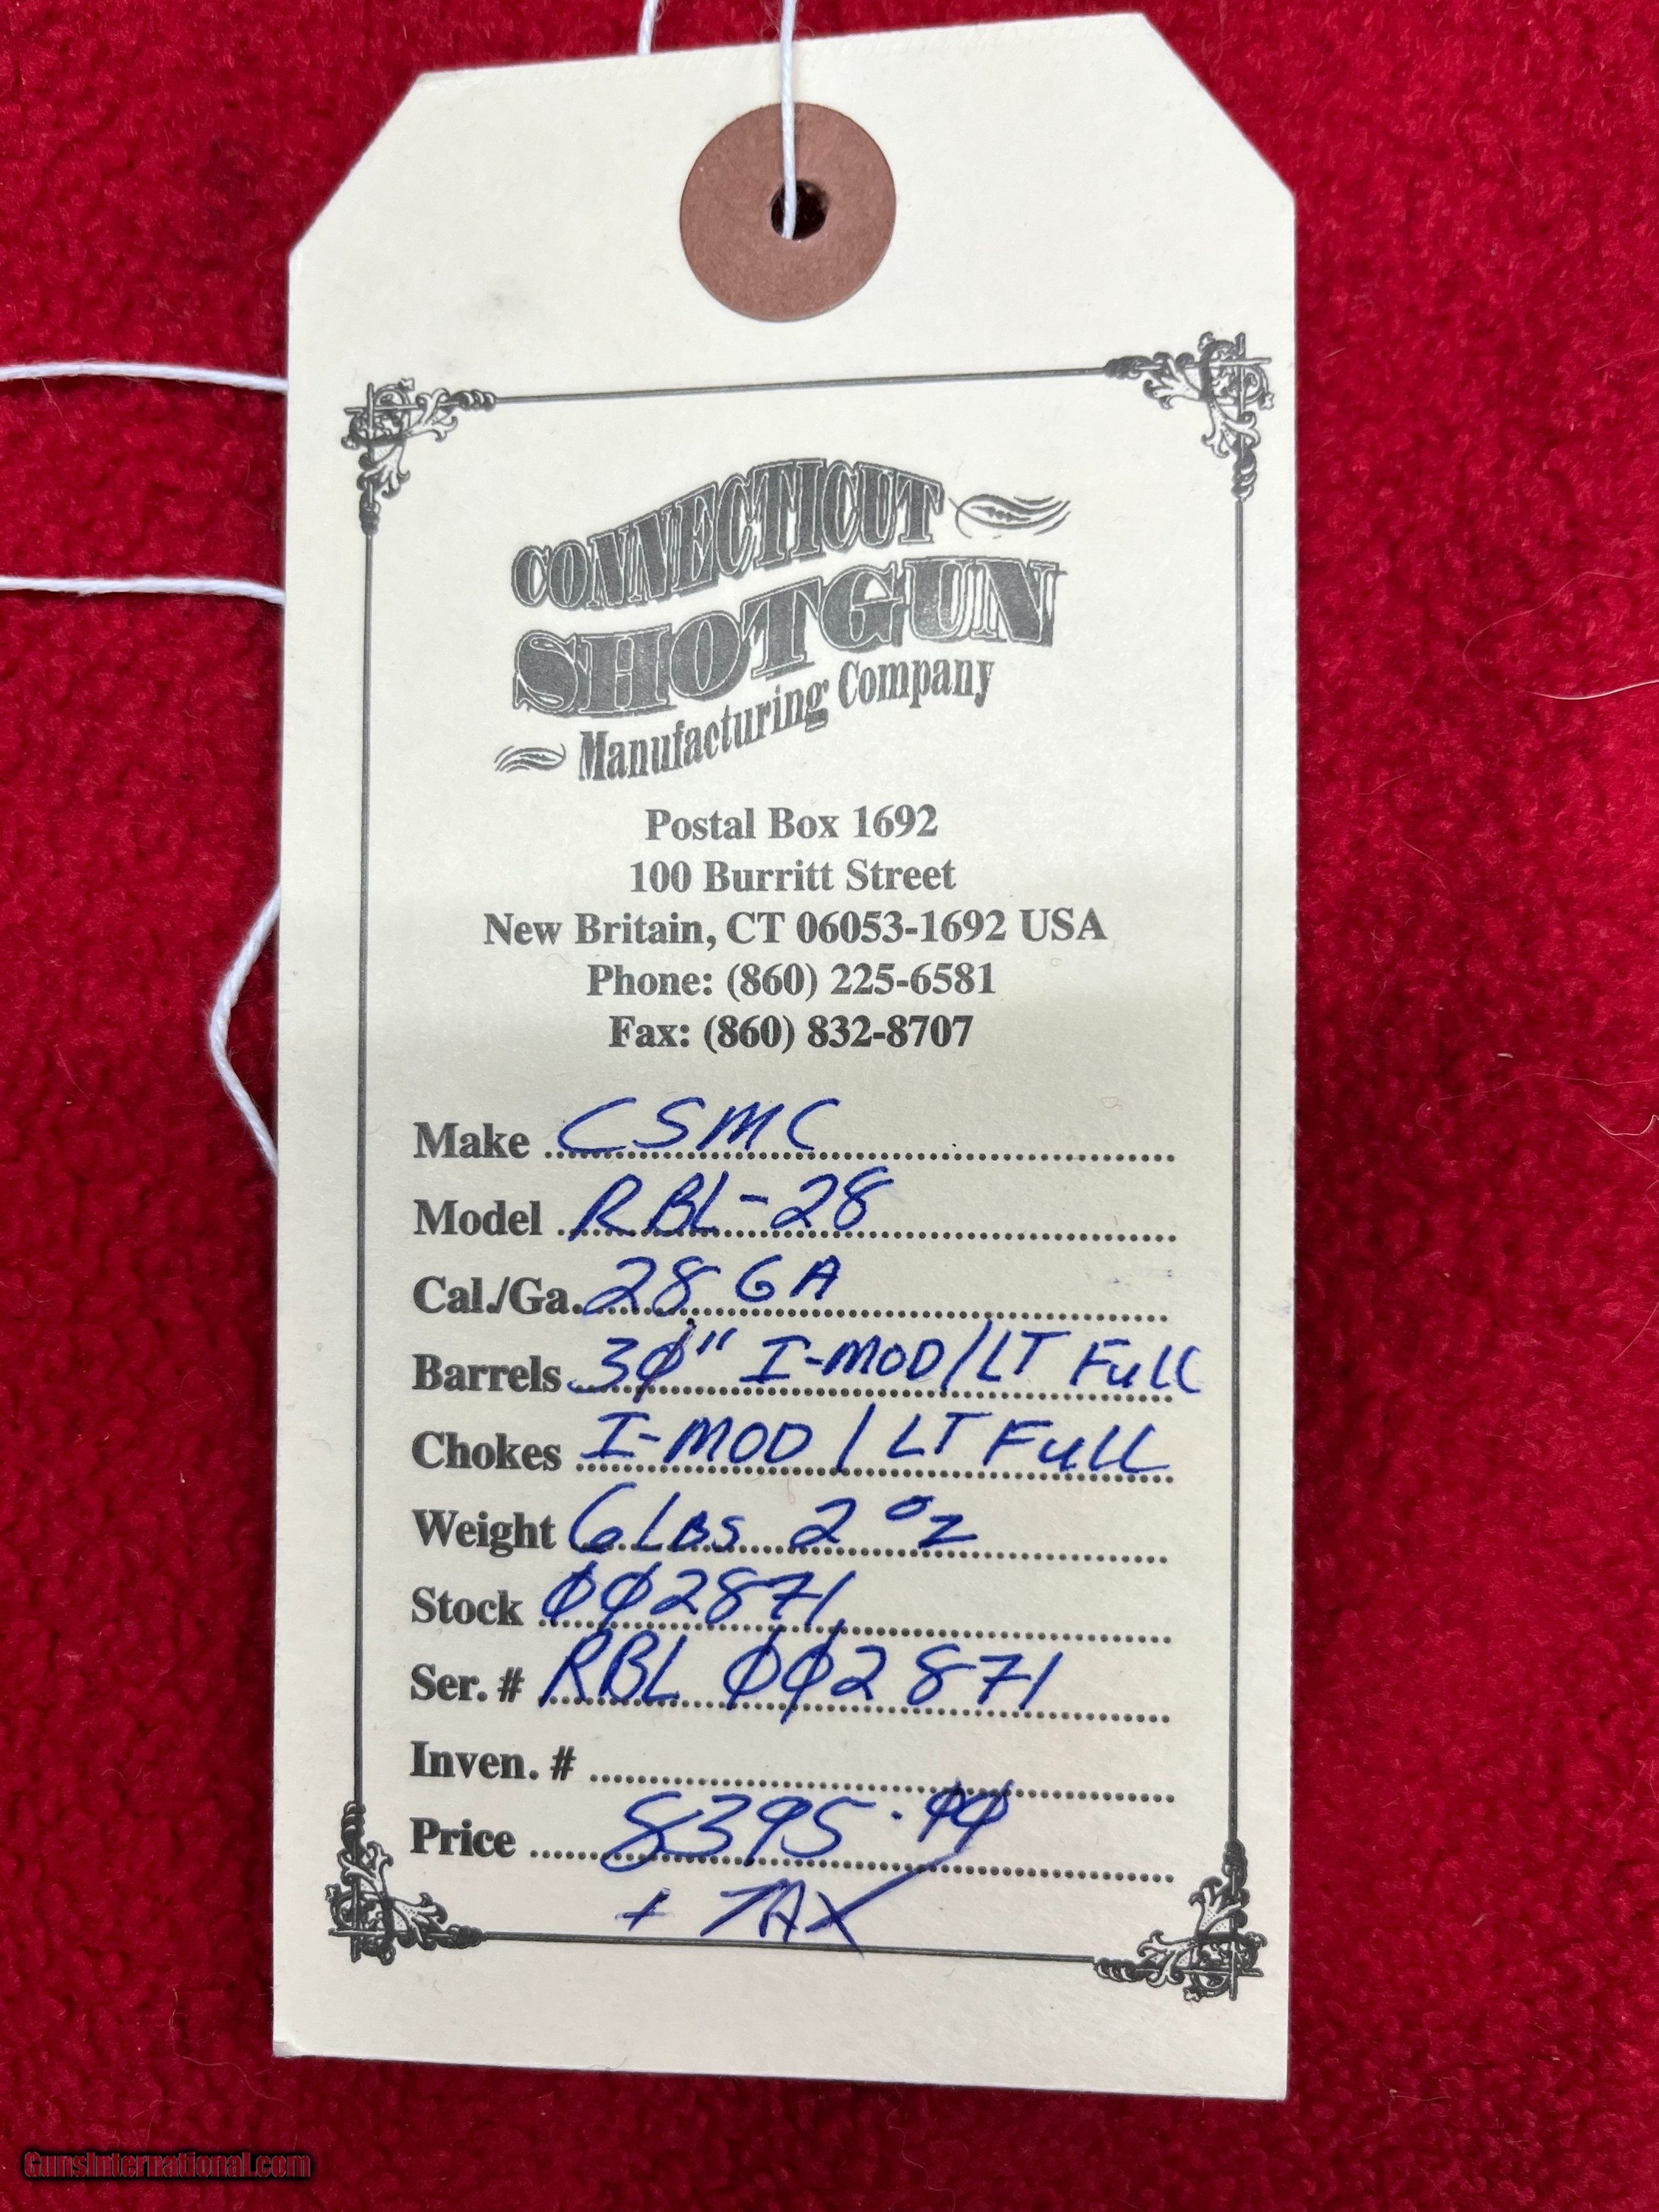 CONNECTICUT
SHOTGUN
Manufacturing Company
Postal Box 1692
100 Burritt Street
New Britain, CT 06053-1692 USA
Phone: (860) 225-6581
Fax: (860) 832-8707
Make CSMC
Model RBL-28
Cal./Ga. 28 GA
Barrels 30" I-MOD/LT Full
Chokes I-MOD / LT Full
Weight 6 LBS 2 oz
Stock 002871
Ser. # RBL 002871
Inven. #
Price 8395.00
+ TAX
GunsInternational.com